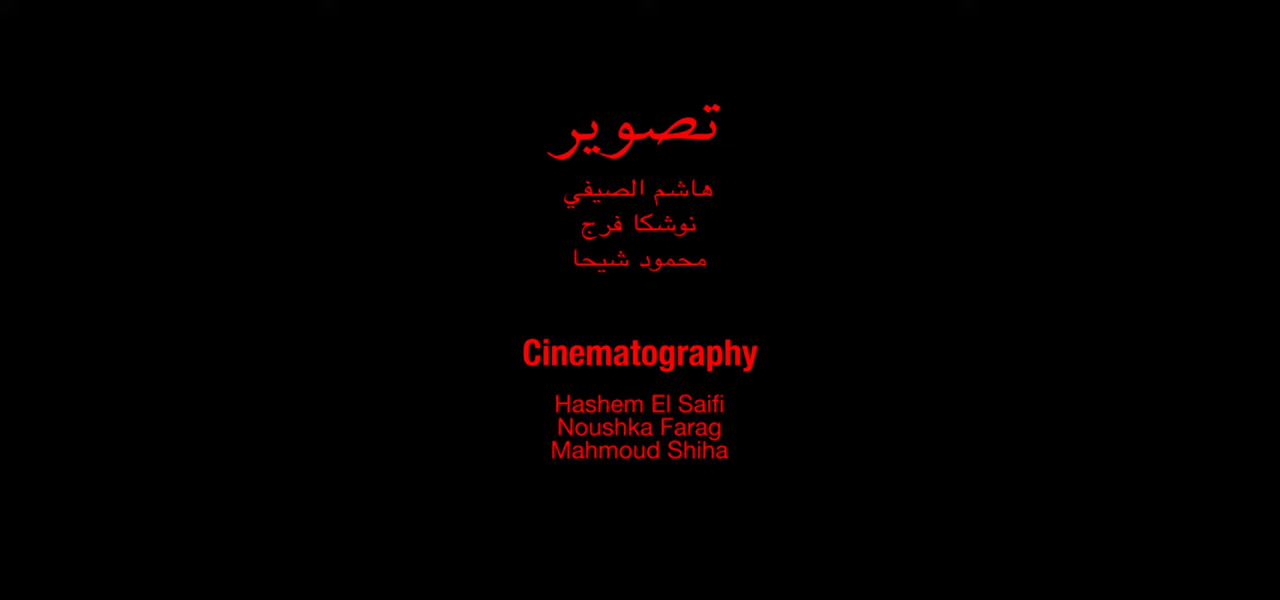 تصوير
هاشم الصيفي
نوشكا فرج
محمود شيحا
Cinematography
Hashem El Saifi
Noushka Farag
Mahmoud Shiha